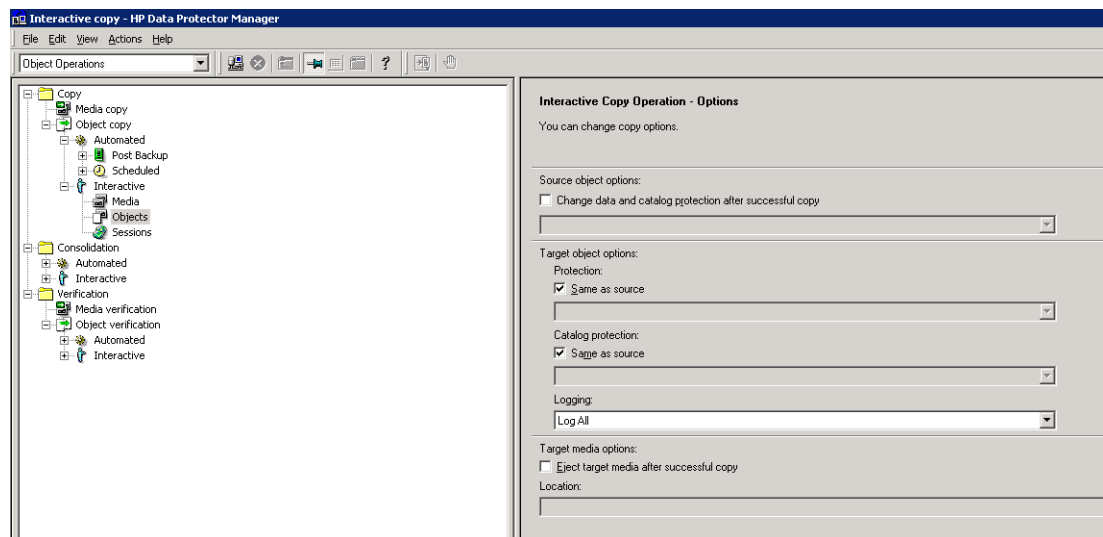 Interactive copy - HP Data Protector Manager
File Edit View Actions Help
Object Operations
Copy
Media copy
Object copy
Automated
Post Backup
Scheduled
Interactive
Media
Objects
Sessions
Consolidation
Automated
Interactive
Verification
Media verification
Object verification
Automated
Interactive
Interactive Copy Operation - Options
You can change copy options.
Source object options:
Change data and catalog protection after successful copy
Target object options:
Protection:
Same as source
Catalog protection:
Same as source
Logging:
Log All
Target media options:
Eject target media after successful copy
Location: